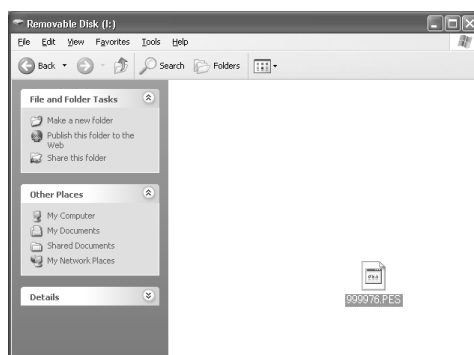 Removable Disk (I:)
File Edit View Favorites Tools Help
Back Search Folders
File and Folder Tasks
Make a new folder
Publish this folder to the
Web
Share this folder
Other Places
My Computer
My Documents
Shared Documents
My Network Places
Details
999976.PES